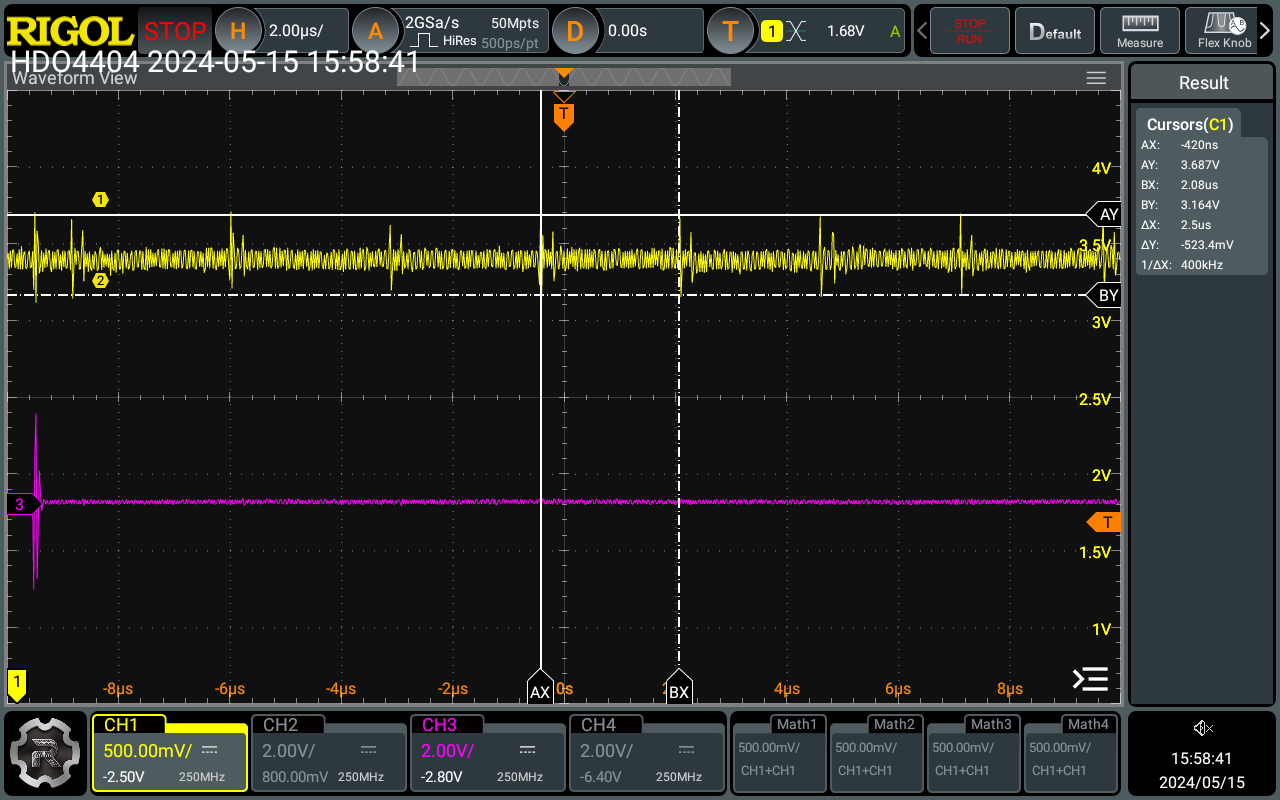 RIGOL STOP H 2.00µs/ A 2GSa/s 50Mpts HiRes 500ps/pt D 0.00s T 1 1.68V A STOP RUN Default Measure Flex Knob
HDO4404 2024-05-15 15:58:41
Waveform View
T
Result
Cursors(C1)
AX: -420ns
AY: 3.687V
BX: 2.08us
BY: 3.164V
ΔX: 2.5us
ΔY: -523.4mV
1/ΔX: 400kHz
4V
1
AY
3.5V
2
BY
3V
2.5V
2V
3
T
1.5V
1V
1
-8µs -6µs -4µs -2µs AX 0s BX 4µs 6µs 8µs
CH1 CH2 CH3 CH4 Math1 Math2 Math3 Math4
500.00mV/ 2.00V/ 2.00V/ 2.00V/ 500.00mV/ 500.00mV/ 500.00mV/ 500.00mV/
-2.50V 250MHz 800.00mV 250MHz -2.80V 250MHz -6.40V 250MHz CH1+CH1 CH1+CH1 CH1+CH1 CH1+CH1
15:58:41
2024/05/15